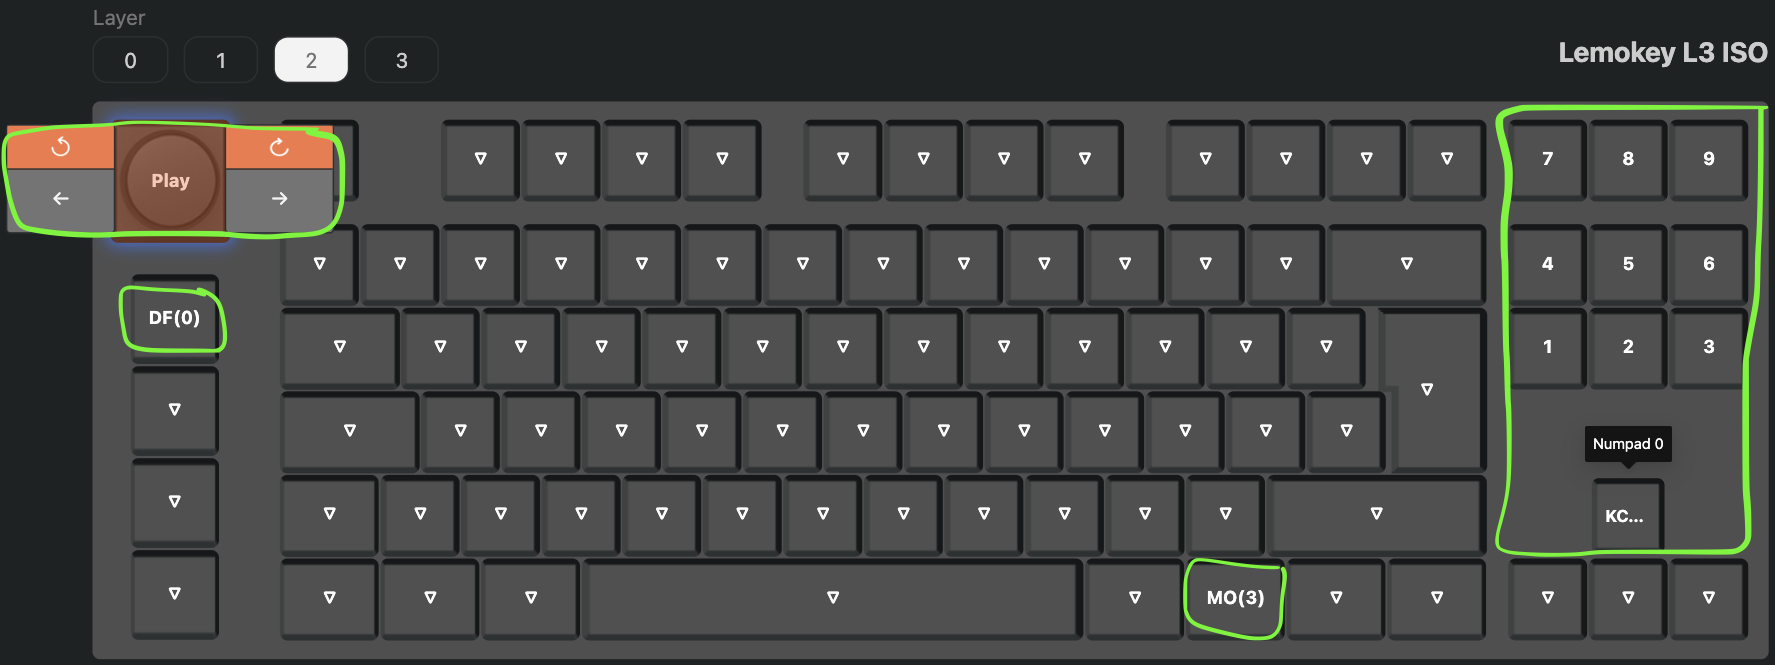 Layer
0 1 2 3
Lemokey L3 ISO
Play
7 8 9
4 5 6
DF(0)
1 2 3
Numpad 0
KC...
MO(3)